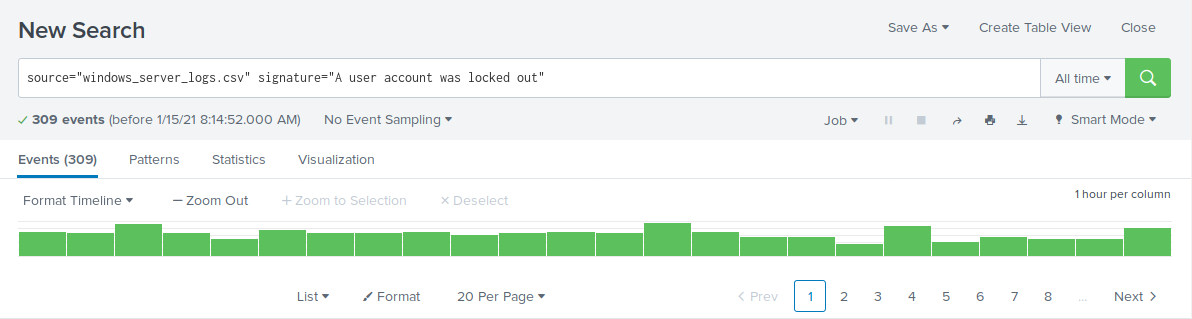 New Search
Save As
Create Table View
Close
source="windows_server_logs.csv" signature="A user account was locked out"
All time
309 events (before 1/15/21 8:14:52.000 AM)
No Event Sampling
Job
Smart Mode
Events (309)
Patterns
Statistics
Visualization
Format Timeline
— Zoom Out
+ Zoom to Selection
× Deselect
1 hour per column
List
Format
20 Per Page
< Prev
1
2
3
4
5
6
7
8
...
Next >